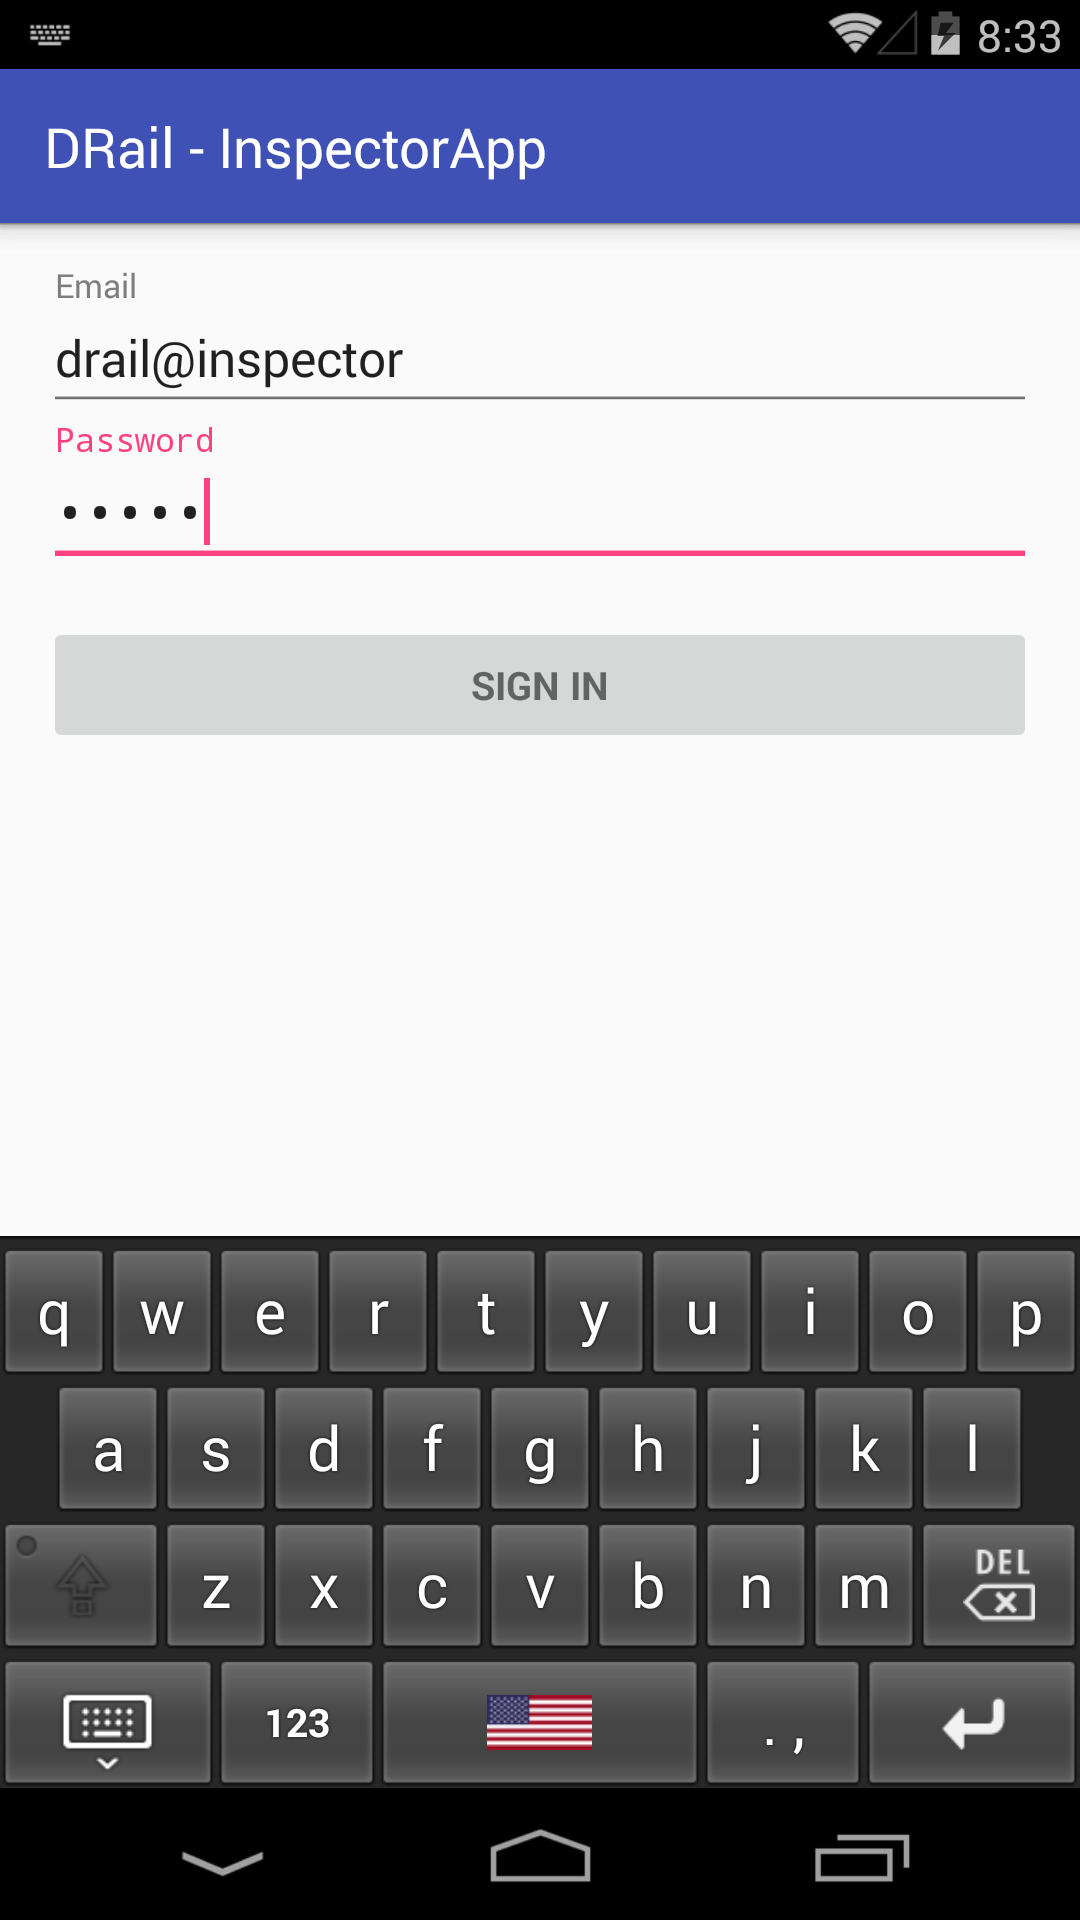 8:33
DRail - InspectorApp
Email
drail@inspector
Password
•••••
SIGN IN
q w e r t y u i o p
a s d f g h j k l
z x c v b n m DEL
123 . ,